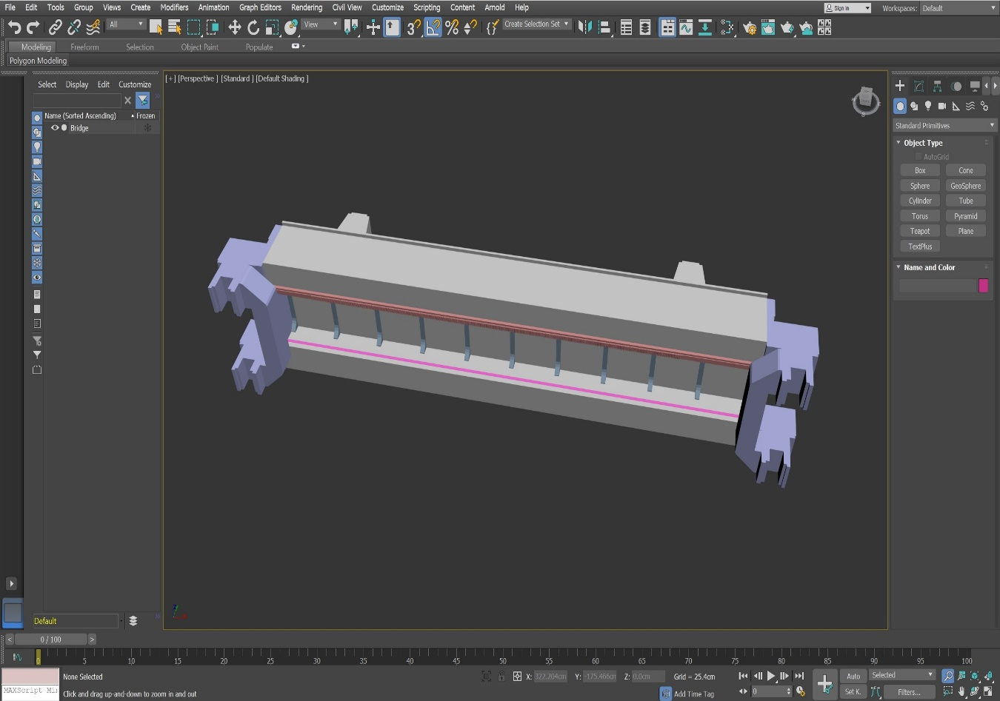 File Edit Tools Group Views Create Modifiers Animation Graph Editors Rendering Civil View Customize Scripting Content Arnold Help
Sign In Workspaces: Default
All View Create Selection Set
Modeling Freeform Selection Object Paint Populate
Polygon Modeling
Select Display Edit Customize
[+] [Perspective ] [Standard ] [Default Shading ]
Name (Sorted Ascending) Frozen
Bridge
Standard Primitives
Object Type
AutoGrid
Box Cone
Sphere GeoSphere
Cylinder Tube
Torus Pyramid
Teapot Plane
TextPlus
Name and Color
Default
< 0 / 100 >
0 5 10 15 20 25 30 35 40 45 50 55 60 65 70 75 80 85 90 95 100
None Selected X: 322.204cm Y: -175.466cm Z: 0.0cm Grid = 25.4cm Auto Selected
MAXScript Mi
Click and drag up-and-down to zoom in and out Add Time Tag 0 Set K. Filters...